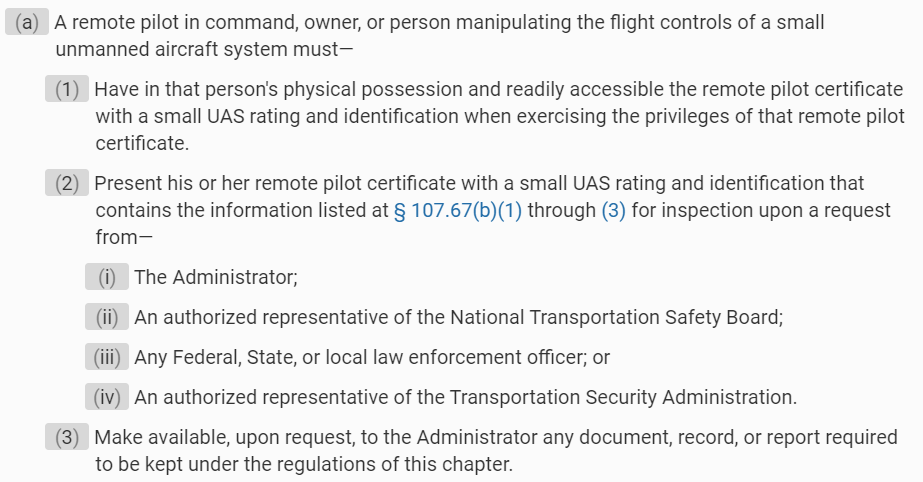 (a) A remote pilot in command, owner, or person manipulating the flight controls of a small
unmanned aircraft system must—
(1) Have in that person's physical possession and readily accessible the remote pilot certificate
with a small UAS rating and identification when exercising the privileges of that remote pilot
certificate.
(2) Present his or her remote pilot certificate with a small UAS rating and identification that
contains the information listed at § 107.67(b)(1) through (3) for inspection upon a request
from—
(i) The Administrator;
(ii) An authorized representative of the National Transportation Safety Board;
(iii) Any Federal, State, or local law enforcement officer; or
(iv) An authorized representative of the Transportation Security Administration.
(3) Make available, upon request, to the Administrator any document, record, or report required
to be kept under the regulations of this chapter.